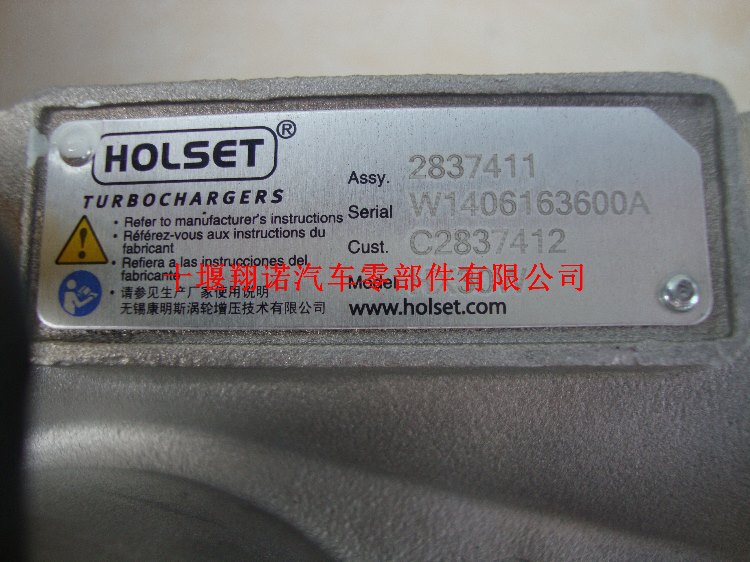 HOLSET®
TURBOCHARGERS
• Refer to manufacturer's instructions
• Référez-vous aux instructions du
fabricant
• Refiera a las instrucciones del
fabricante
• 请参见生产厂家使用说明
无锡康明斯涡轮增压技术有限公司
Assy. 2837411
Serial W1406163600A
Cust. C2837412
Model
www.holset.com
十堰翔诺汽车零部件有限公司